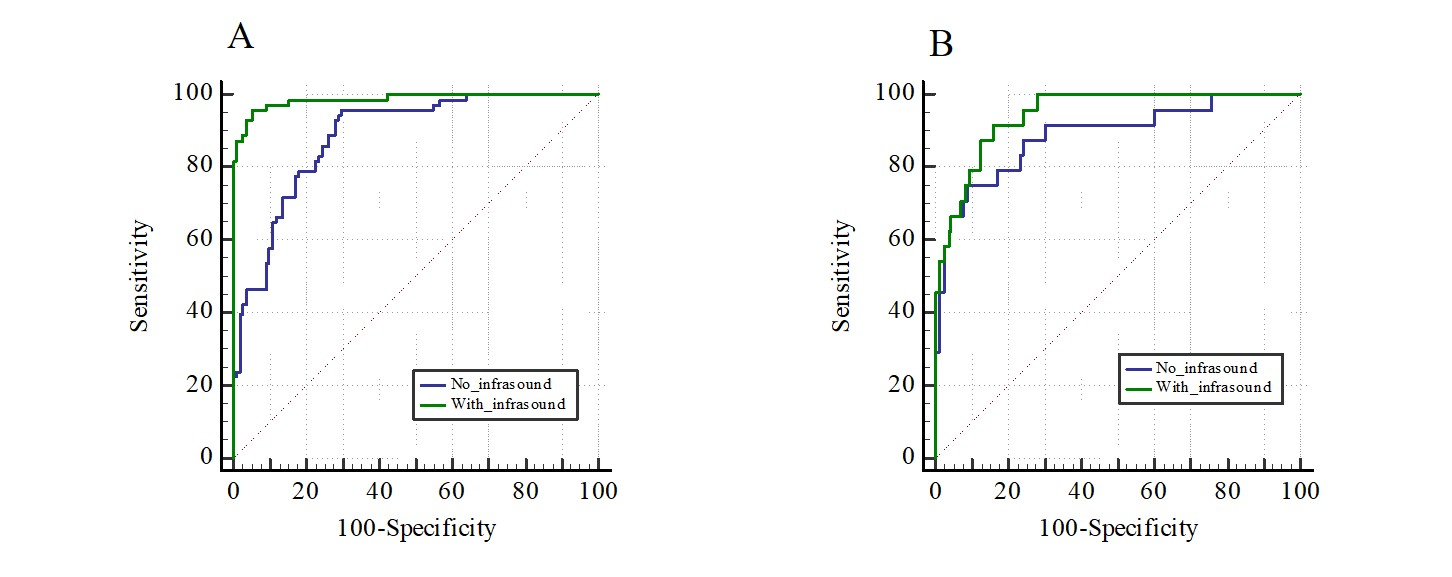 A
100
80
60
40
20
0
Sensitivity
No_infrasound
With_infrasound
0 20 40 60 80 100
100-Specificity
B
100
80
60
40
20
0
Sensitivity
No_infrasound
With_infrasound
0 20 40 60 80 100
100-Specificity